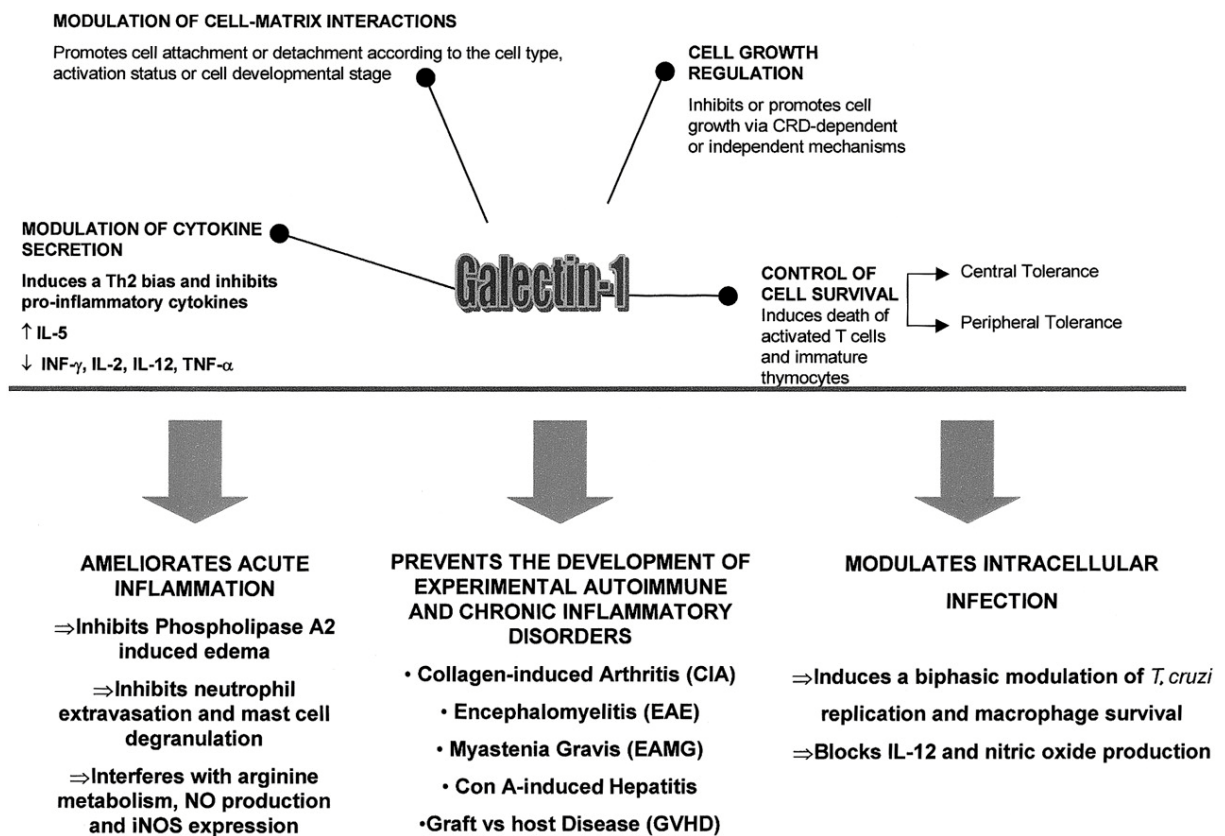 MODULATION OF CELL-MATRIX INTERACTIONS
Promotes cell attachment or detachment according to the cell type,
activation status or cell developmental stage
CELL GROWTH
REGULATION
Inhibits or promotes cell
growth via CRD-dependent
or independent mechanisms
MODULATION OF CYTOKINE
SECRETION
Induces a Th2 bias and inhibits
pro-inflammatory cytokines
↑ IL-5
↓ INF-γ, IL-2, IL-12, TNF-α
Galectin-1
CONTROL OF
CELL SURVIVAL
Induces death of
activated T cells
and immature
thymocytes
Central Tolerance
Peripheral Tolerance
AMELIORATES ACUTE
INFLAMMATION
⇒Inhibits Phospholipase A2
induced edema
⇒Inhibits neutrophil
extravasation and mast cell
degranulation
⇒Interferes with arginine
metabolism, NO production
and iNOS expression
PREVENTS THE DEVELOPMENT OF
EXPERIMENTAL AUTOIMMUNE
AND CHRONIC INFLAMMATORY
DISORDERS
• Collagen-induced Arthritis (CIA)
• Encephalomyelitis (EAE)
• Myastenia Gravis (EAMG)
• Con A-induced Hepatitis
•Graft vs host Disease (GVHD)
MODULATES INTRACELLULAR
INFECTION
⇒Induces a biphasic modulation of T, cruzi
replication and macrophage survival
⇒Blocks IL-12 and nitric oxide production